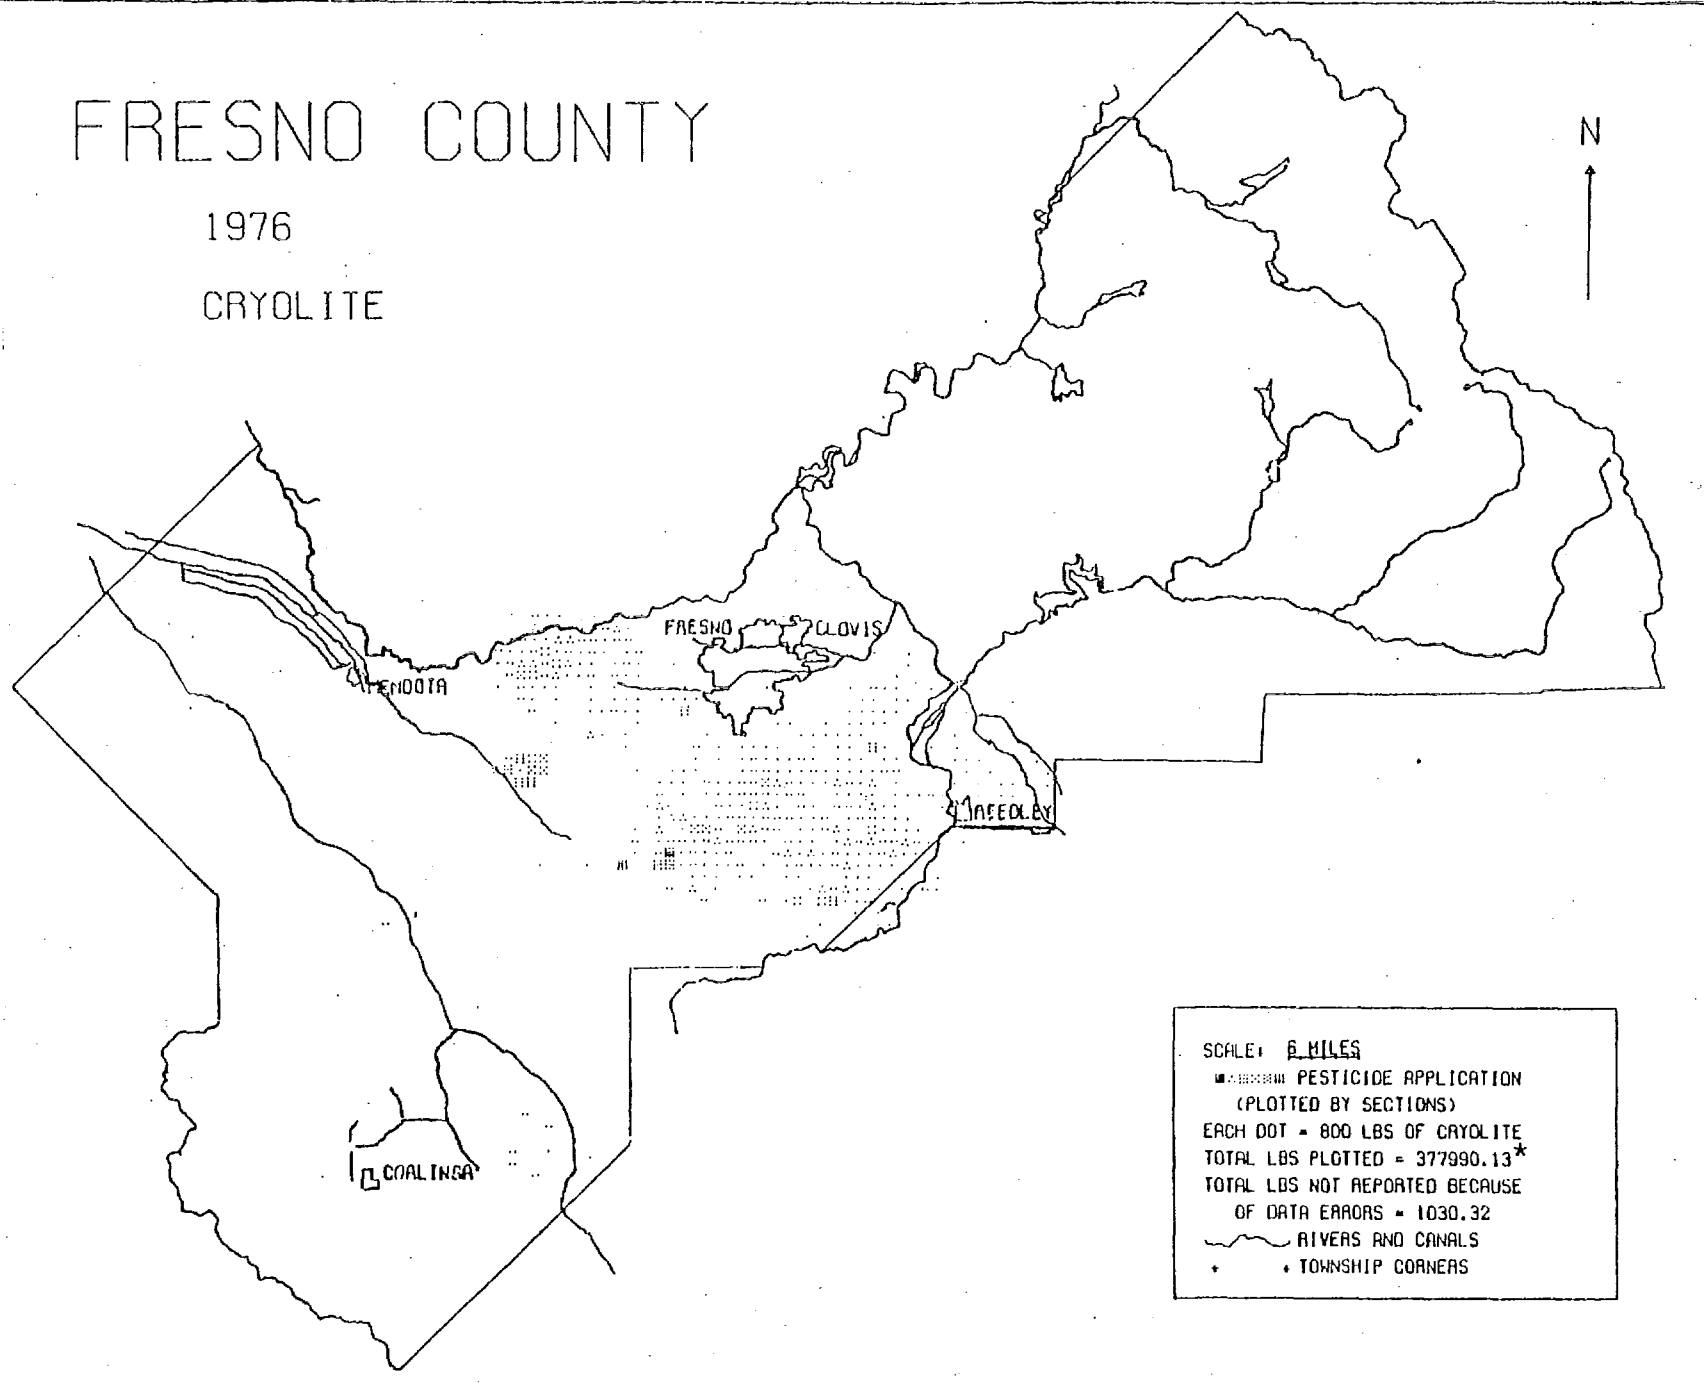 FRESNO COUNTY
N
1976
CRYOLITE
FRESNO
CLOVIS
MENDOTA
REEDLEY
COALINGA
SCALE: 6 MILES
PESTICIDE APPLICATION
(PLOTTED BY SECTIONS)
EACH DOT = 800 LBS OF CRYOLITE
TOTAL LBS PLOTTED = 377990.13*
TOTAL LBS NOT REPORTED BECAUSE
OF DATA ERRORS = 1030.32
RIVERS AND CANALS
TOWNSHIP CORNERS